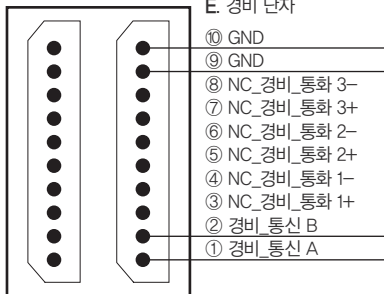 E. 경비 단자
⑩ GND
⑨ GND
⑧ NC_경비_통화 3–
⑦ NC_경비_통화 3+
⑥ NC_경비_통화 2–
⑤ NC_경비_통화 2+
④ NC_경비_통화 1–
③ NC_경비_통화 1+
② 경비_통신 B
① 경비_통신 A